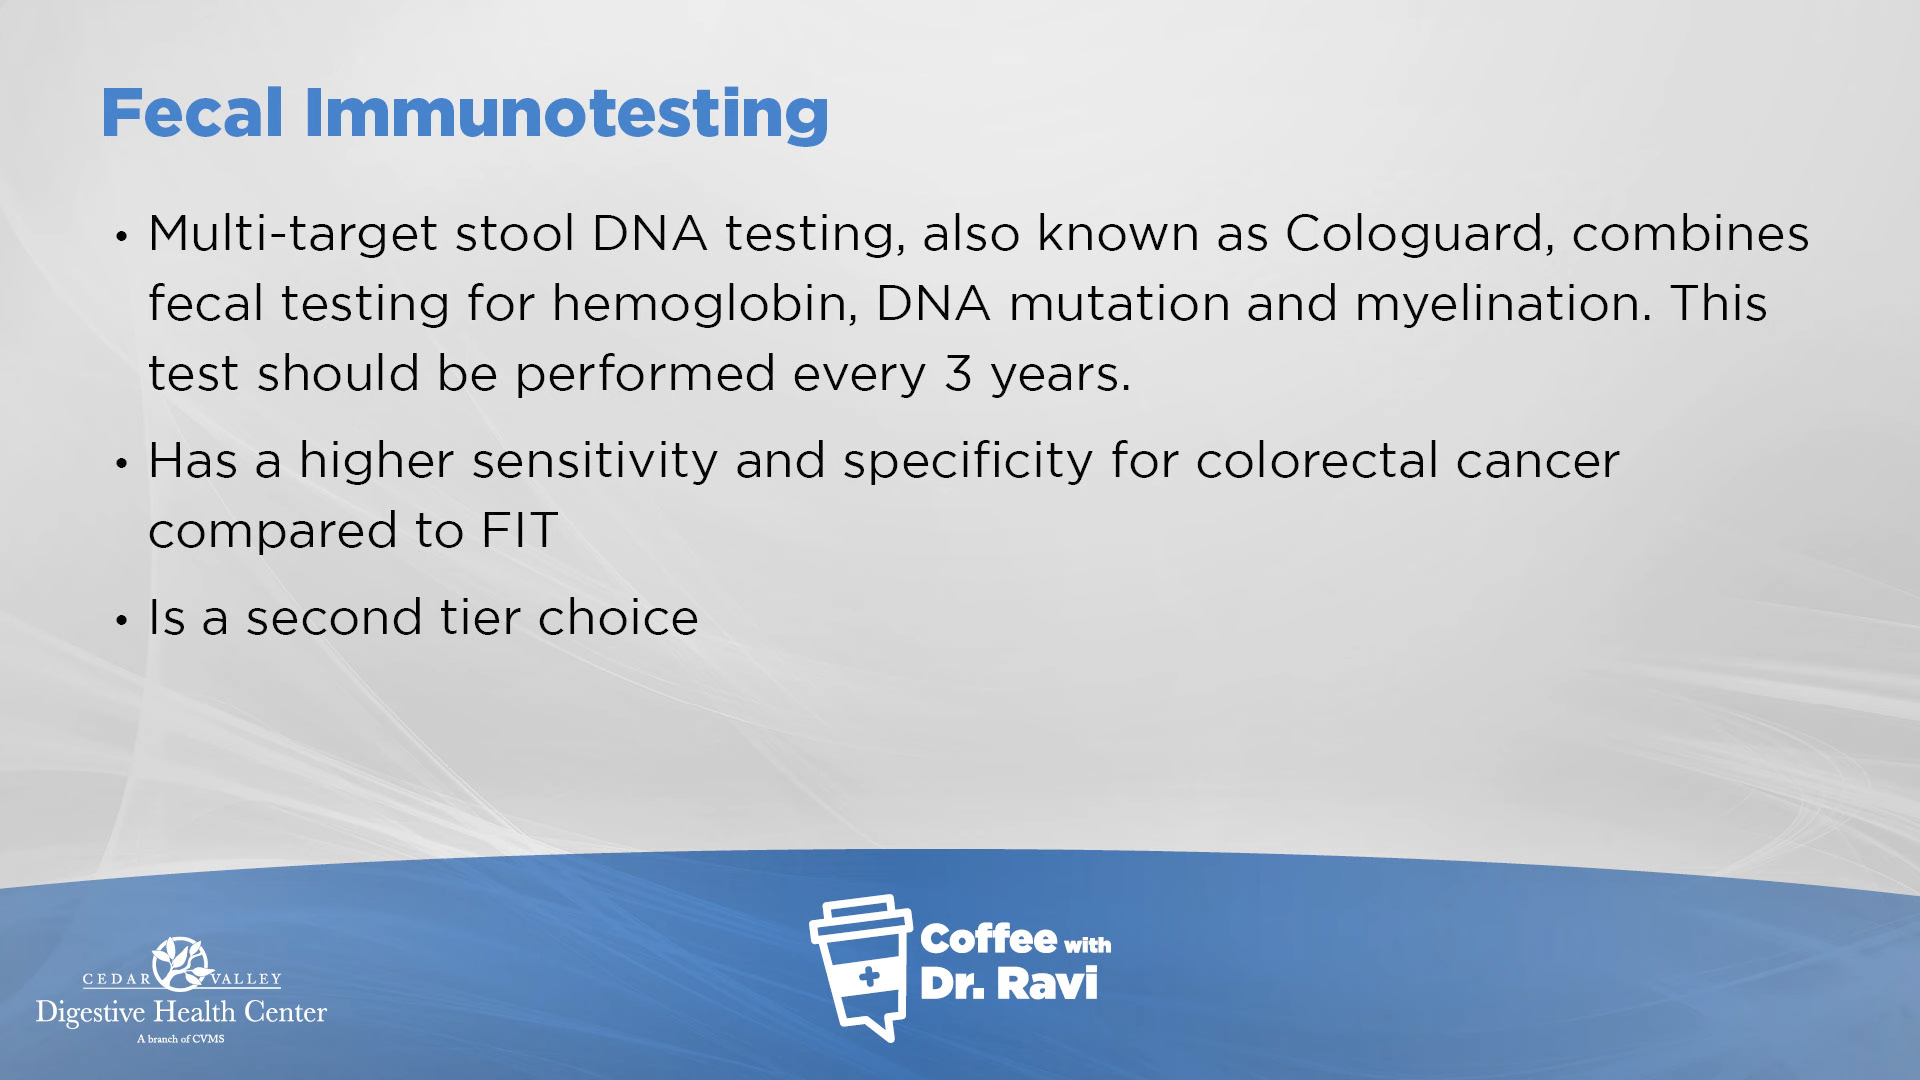 Fecal Immunotesting
• Multi-target stool DNA testing, also known as Cologuard, combines
fecal testing for hemoglobin, DNA mutation and myelination. This
test should be performed every 3 years.
• Has a higher sensitivity and specificity for colorectal cancer
compared to FIT
• Is a second tier choice
CEDAR VALLEY
Digestive Health Center
A branch of CVMS
Coffee with
Dr. Ravi